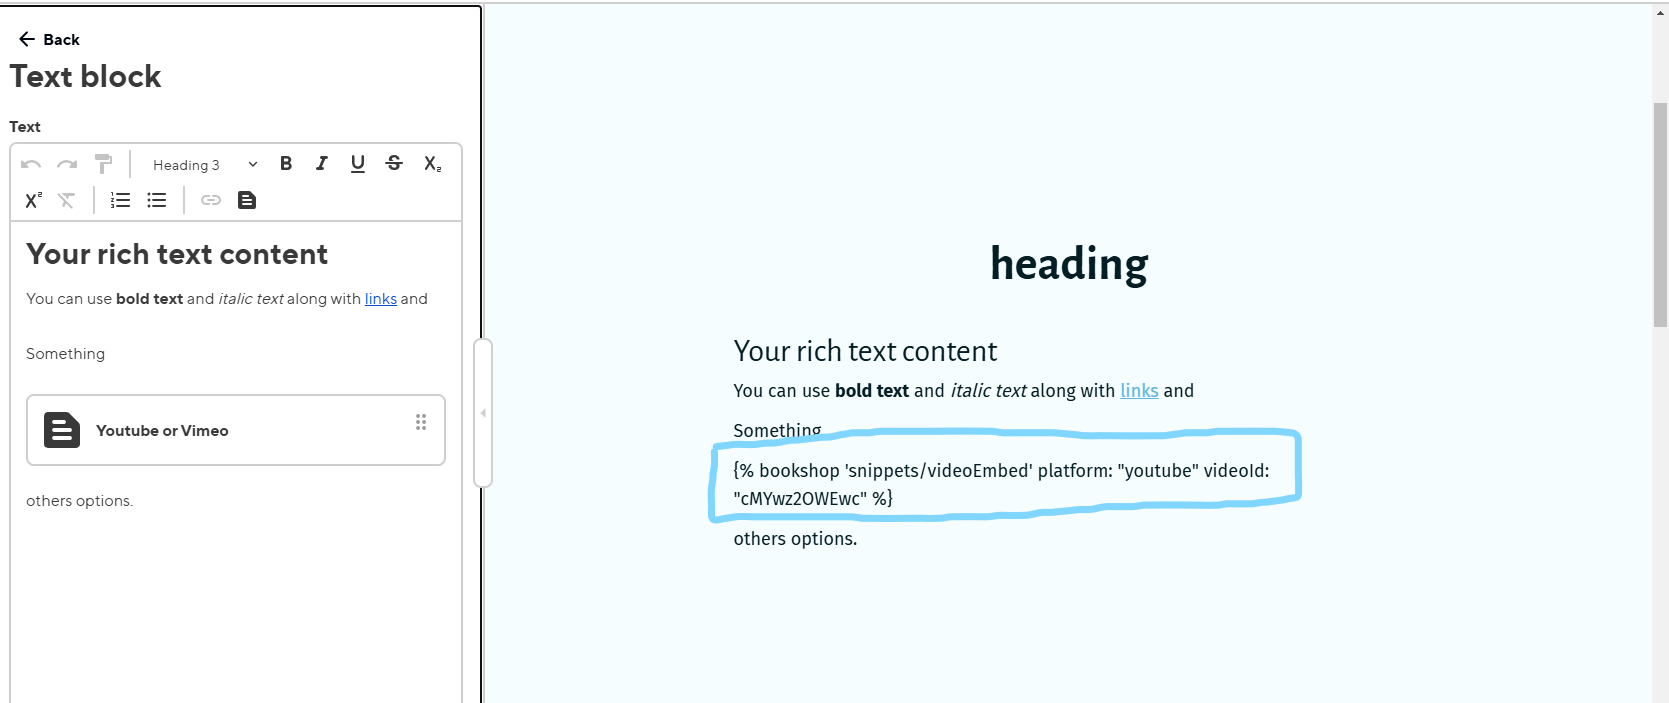 Back
Text block
Text
Heading 3 B I U S X₂
X²
Your rich text content
You can use bold text and italic text along with links and
Something
Youtube or Vimeo
others options.
heading
Your rich text content
You can use bold text and italic text along with links and
Something
{% bookshop 'snippets/videoEmbed' platform: "youtube" videoId:
"cMYwz2OWEwc" %}
others options.